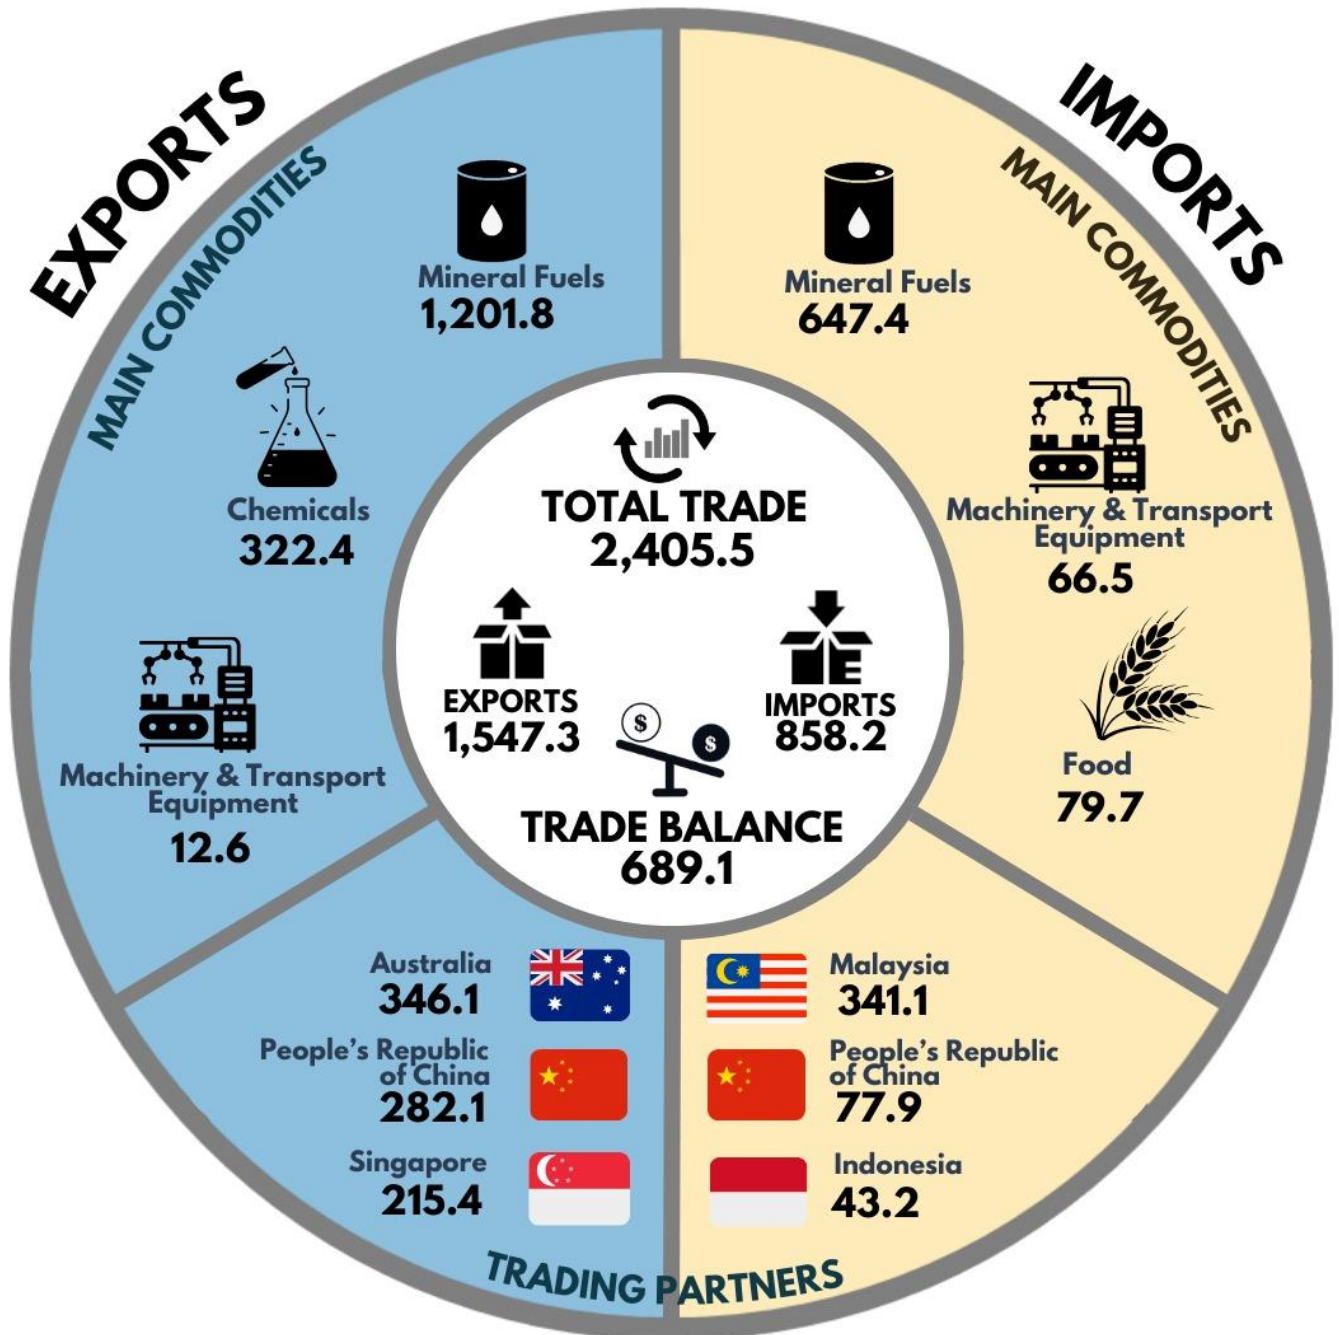 EXPORTS
MAIN COMMODITIES
Mineral Fuels
1,201.8
Chemicals
322.4
Machinery & Transport
Equipment
12.6
IMPORTS
MAIN COMMODITIES
Mineral Fuels
647.4
Machinery & Transport
Equipment
66.5
Food
79.7
TOTAL TRADE
2,405.5
EXPORTS
1,547.3
IMPORTS
858.2
$
$
TRADE BALANCE
689.1
Australia
346.1
People's Republic
of China
282.1
Singapore
215.4
Malaysia
341.1
People's Republic
of China
77.9
Indonesia
43.2
TRADING PARTNERS